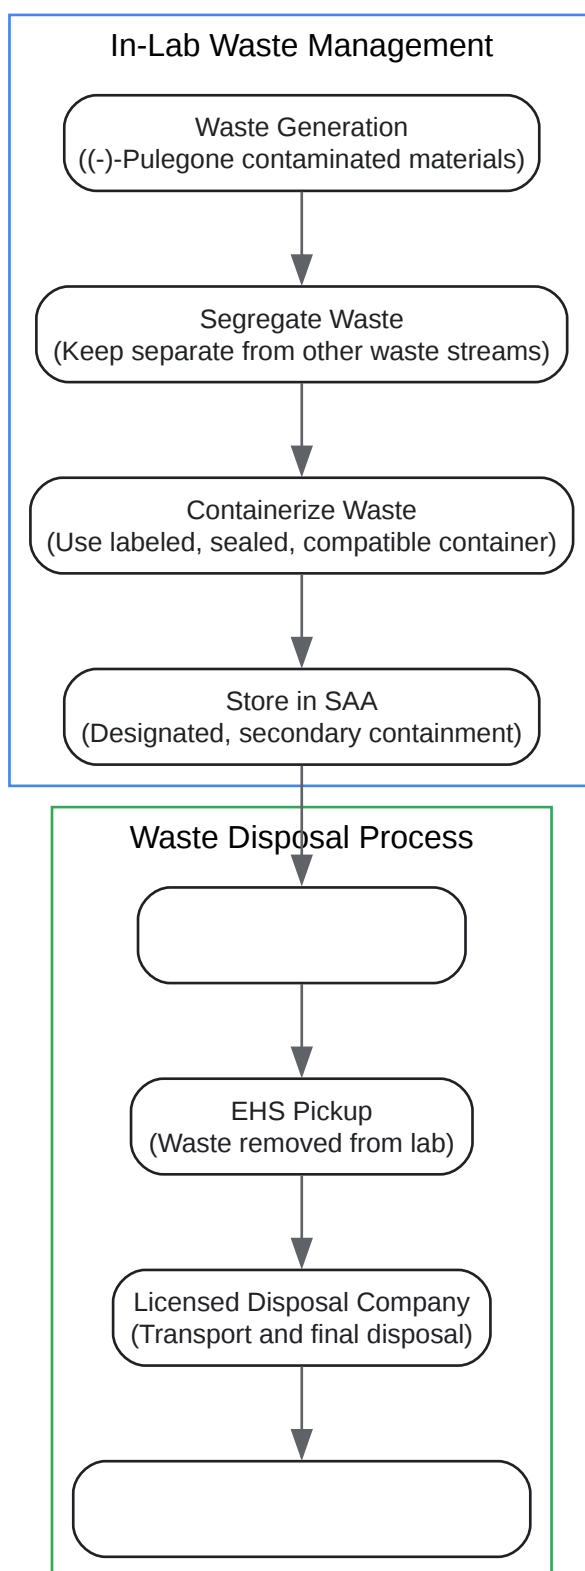 In-Lab Waste Management
Waste Generation
((-)-Pulegone contaminated materials)
Segregate Waste
(Keep separate from other waste streams)
Containerize Waste
(Use labeled, sealed, compatible container)
Store in SAA
(Designated, secondary containment)
Waste Disposal Process
EHS Pickup
(Waste removed from lab)
Licensed Disposal Company
(Transport and final disposal)